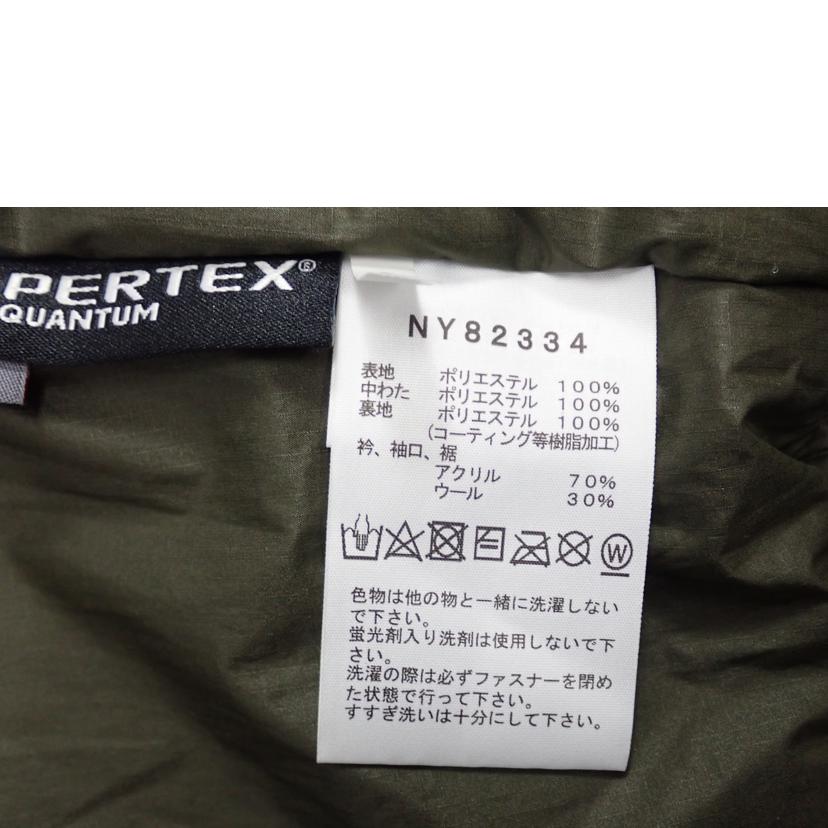 PERTEX®
QUANTUM
NY82334
表地 ポリエステル 100%
中わた ポリエステル 100%
裏地 ポリエステル 100%
(コーティング等樹脂加工)
衿、袖口、裾
アクリル 70%
ウール 30%
W
色物は他の物と一緒に洗濯しない
で下さい。
蛍光剤入り洗剤は使用しないで下
さい。
洗濯の際は必ずファスナーを閉め
た状態で行って下さい。
すすぎ洗いは十分にして下さい。